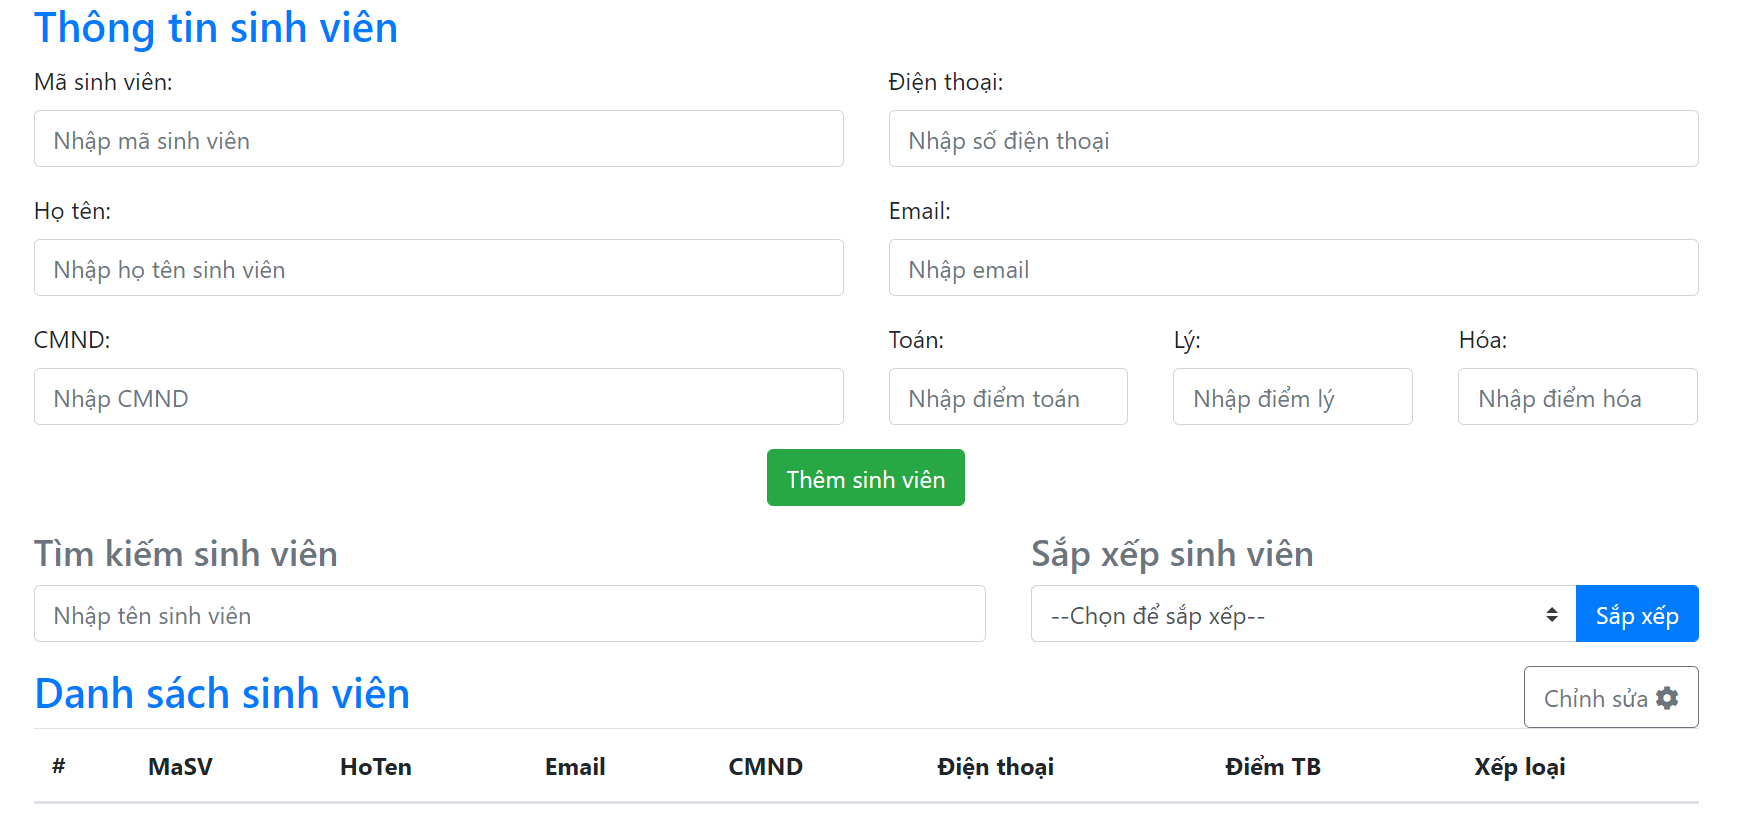 Thông tin sinh viên
Mã sinh viên:
Điện thoại:
Nhập mã sinh viên
Nhập số điện thoại
Họ tên:
Email:
Nhập họ tên sinh viên
Nhập email
CMND:
Toán:
Lý:
Hóa:
Nhập CMND
Nhập điểm toán
Nhập điểm lý
Nhập điểm hóa
Thêm sinh viên
Tìm kiếm sinh viên
Sắp xếp sinh viên
Nhập tên sinh viên
--Chọn để sắp xếp--
Sắp xếp
Danh sách sinh viên
Chỉnh sửa
# MaSV HoTen Email CMND Điện thoại Điểm TB Xếp loại